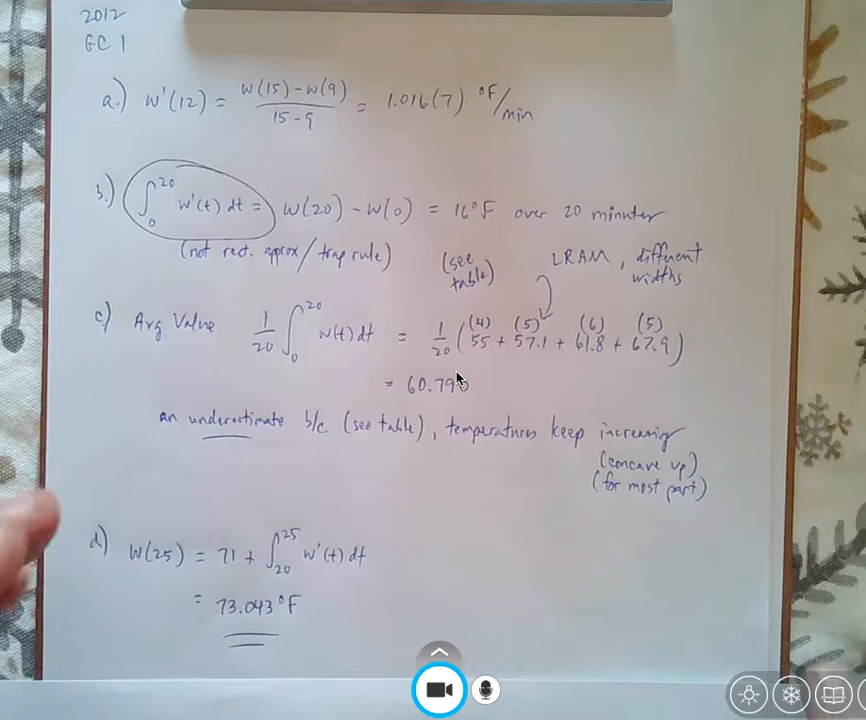 2012
GC 1
a.) W'(12) = W(15) - W(9) / 15 - 9 = 1.016(7) °F/min
b.) ∫₀²⁰ W'(t) dt = W(20) - W(0) = 16°F over 20 minutes
(not rect. approx / trap rule)
(see table)
LRAM, different widths
c) Avg Value 1/20 ∫₀²⁰ W(t) dt = 1/20 ((4) 55 + (5) 57.1 + (6) 61.8 + (5) 67.9)
= 60.790
an underestimate b/c (see table), temperatures keep increasing
(concave up)
(for most part)
d) W(25) = 71 + ∫₂₀²⁵ W'(t) dt
= 73.043°F